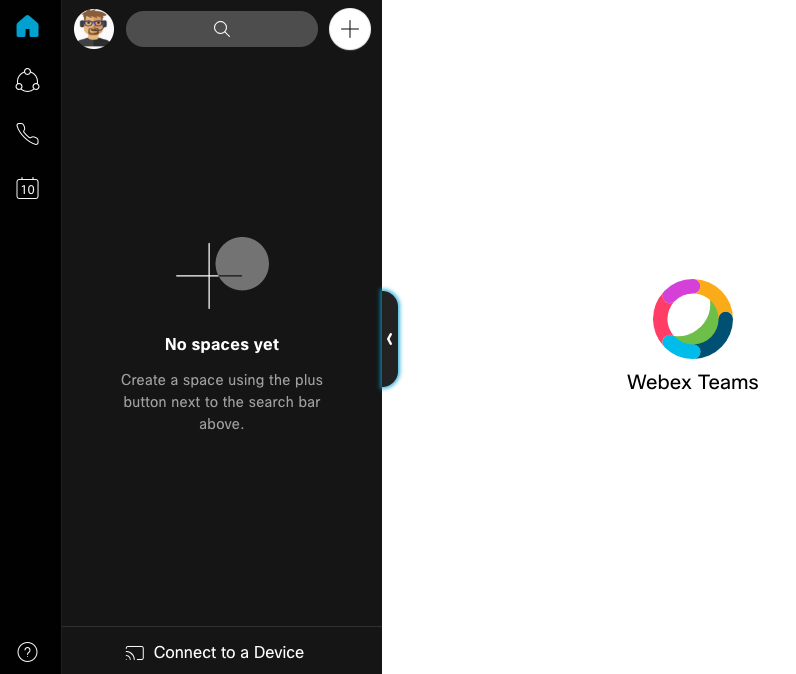 10
No spaces yet
Create a space using the plus
button next to the search bar
above.
Webex Teams
?
Connect to a Device